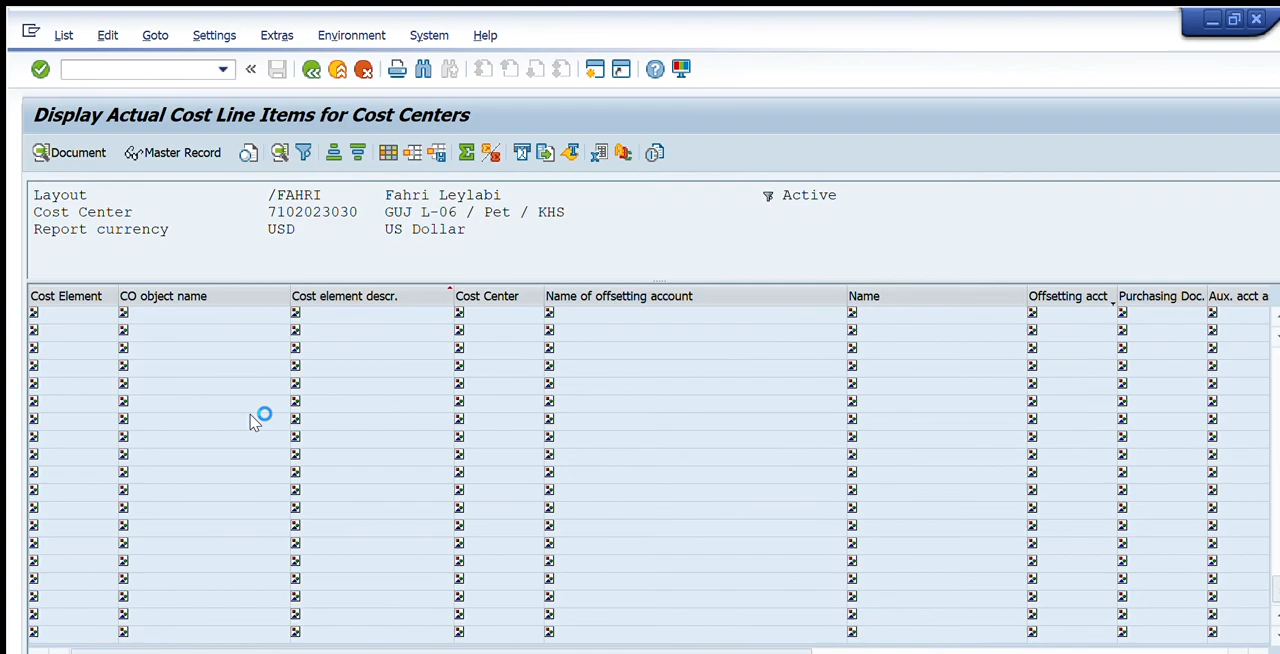 List Edit Goto Settings Extras Environment System Help
Display Actual Cost Line Items for Cost Centers
Document Master Record
Layout /FAHRI Fahri Leylabi Active
Cost Center 7102023030 GUJ L-06 / Pet / KHS
Report currency USD US Dollar
Cost Element CO object name Cost element descr. Cost Center Name of offsetting account Name Offsetting acct Purchasing Doc. Aux. acct a